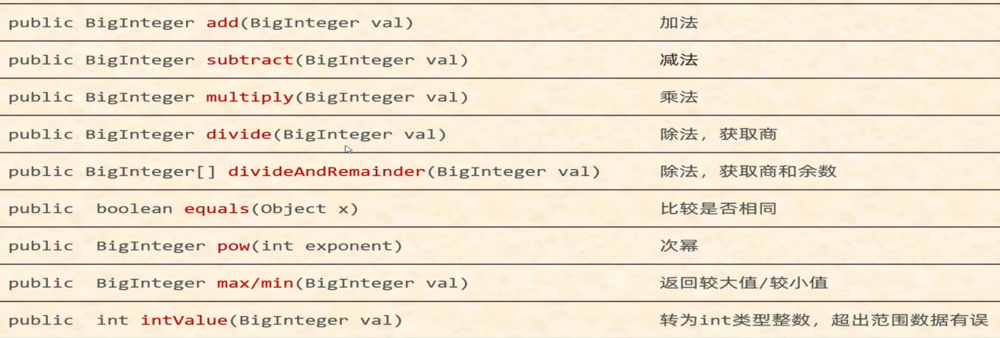 public BigInteger add(BigInteger val) 加法
public BigInteger subtract(BigInteger val) 减法
public BigInteger multiply(BigInteger val) 乘法
public BigInteger divide(BigInteger val) 除法，获取商
public BigInteger[] divideAndRemainder(BigInteger val) 除法，获取商和余数
public  boolean equals(Object x) 比较是否相同
public  BigInteger pow(int exponent) 次幂
public  BigInteger max/min(BigInteger val) 返回较大值/较小值
public  int intValue(BigInteger val) 转为int类型整数，超出范围数据有误